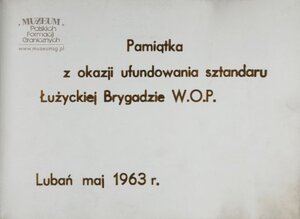 „MUZEUM"
Polskich
Formacji
Granicznych
www.muzeumsg.pl
Pamiątka
z okazji ufundowania sztandaru
Łużyckiej Brygadzie W.O.P.
Lubań maj 1963 r.